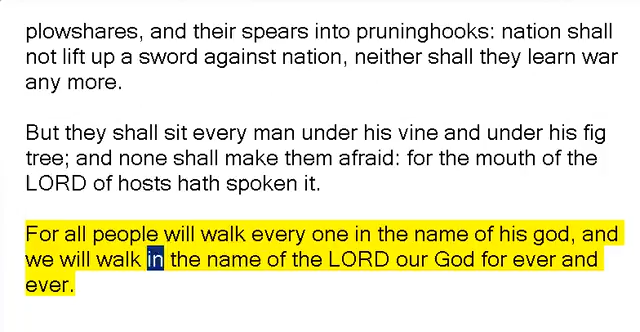 plowshares, and their spears into pruninghooks: nation shall
not lift up a sword against nation, neither shall they learn war
any more.
But they shall sit every man under his vine and under his fig
tree; and none shall make them afraid: for the mouth of the
LORD of hosts hath spoken it.
For all people will walk every one in the name of his god, and
we will walk in the name of the LORD our God for ever and
ever.